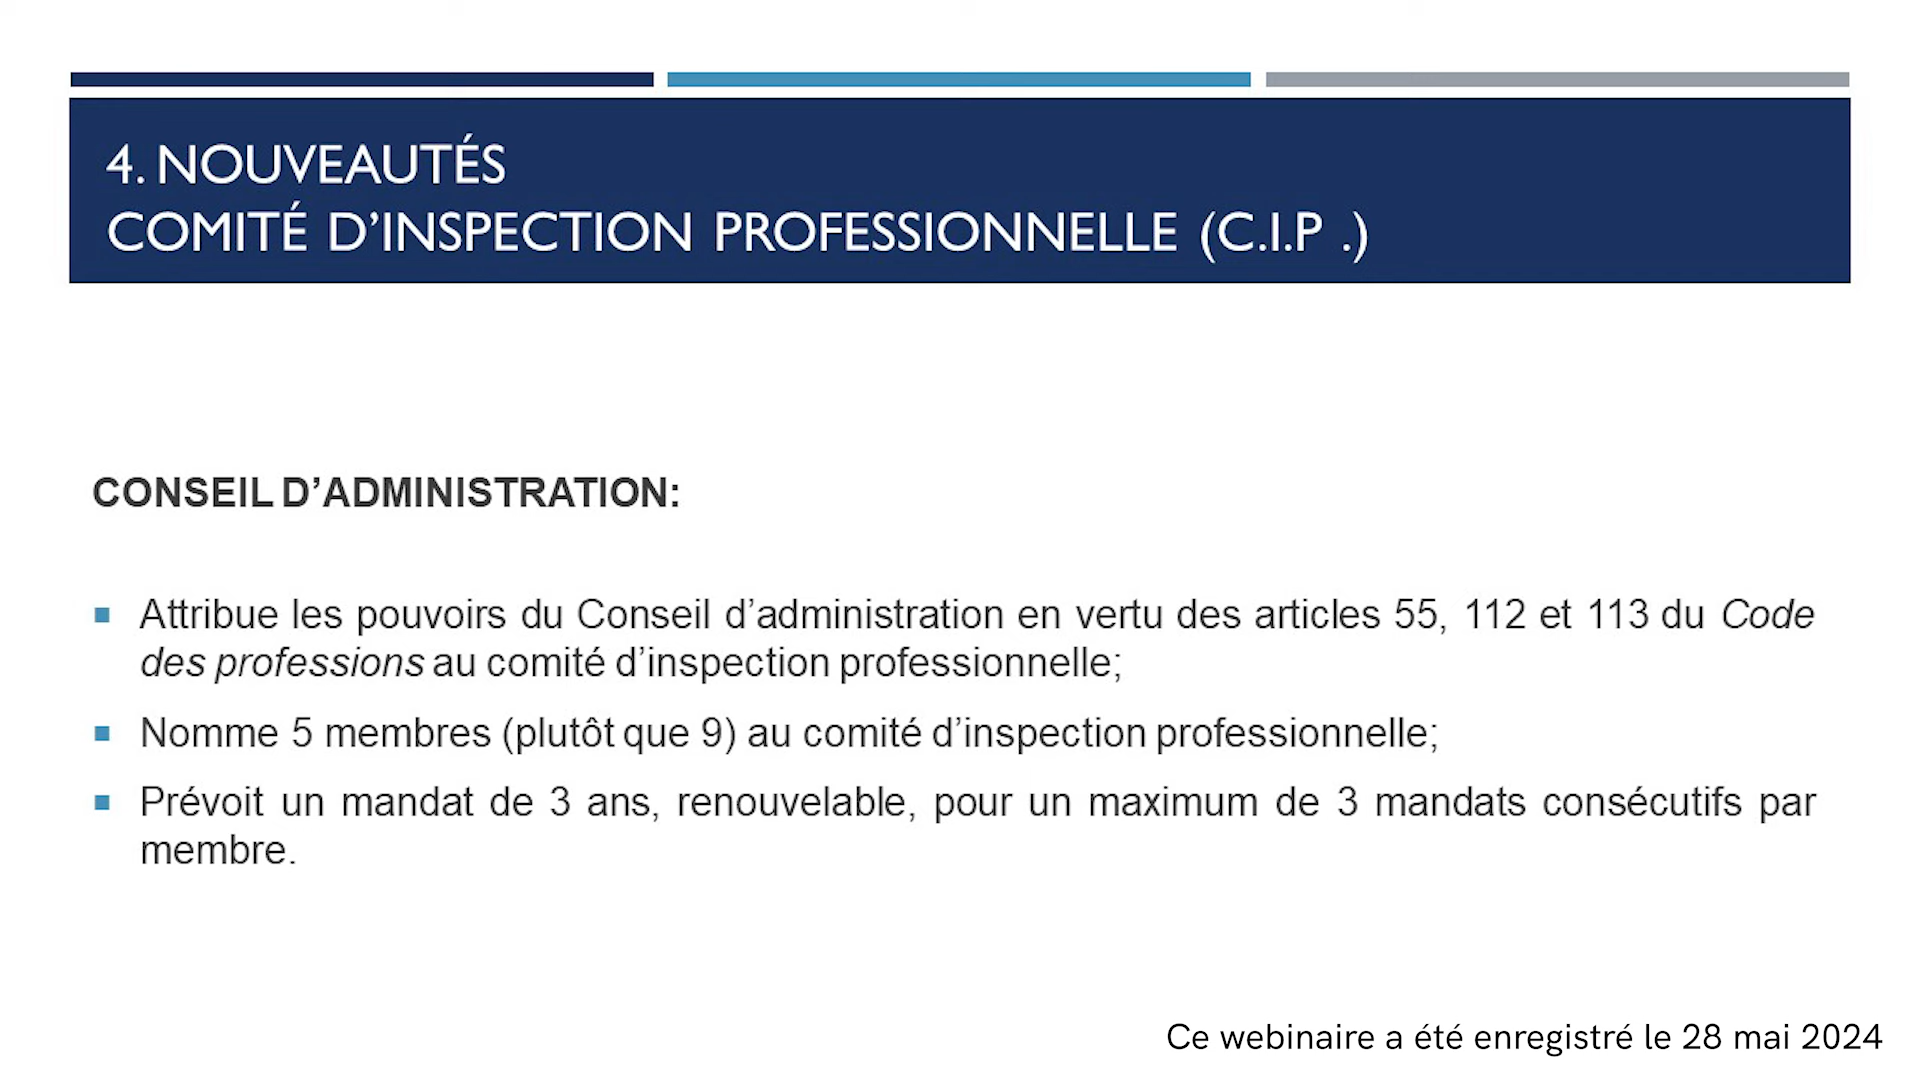 4. NOUVEAUTÉS
COMITÉ D’INSPECTION PROFESSIONNELLE (C.I.P .)
CONSEIL D’ADMINISTRATION:
Attribue les pouvoirs du Conseil d’administration en vertu des articles 55, 112 et 113 du Code
des professions au comité d’inspection professionnelle;
Nomme 5 membres (plutôt que 9) au comité d’inspection professionnelle;
Prévoit un mandat de 3 ans, renouvelable, pour un maximum de 3 mandats consécutifs par
membre.
Ce webinaire a été enregistré le 28 mai 2024